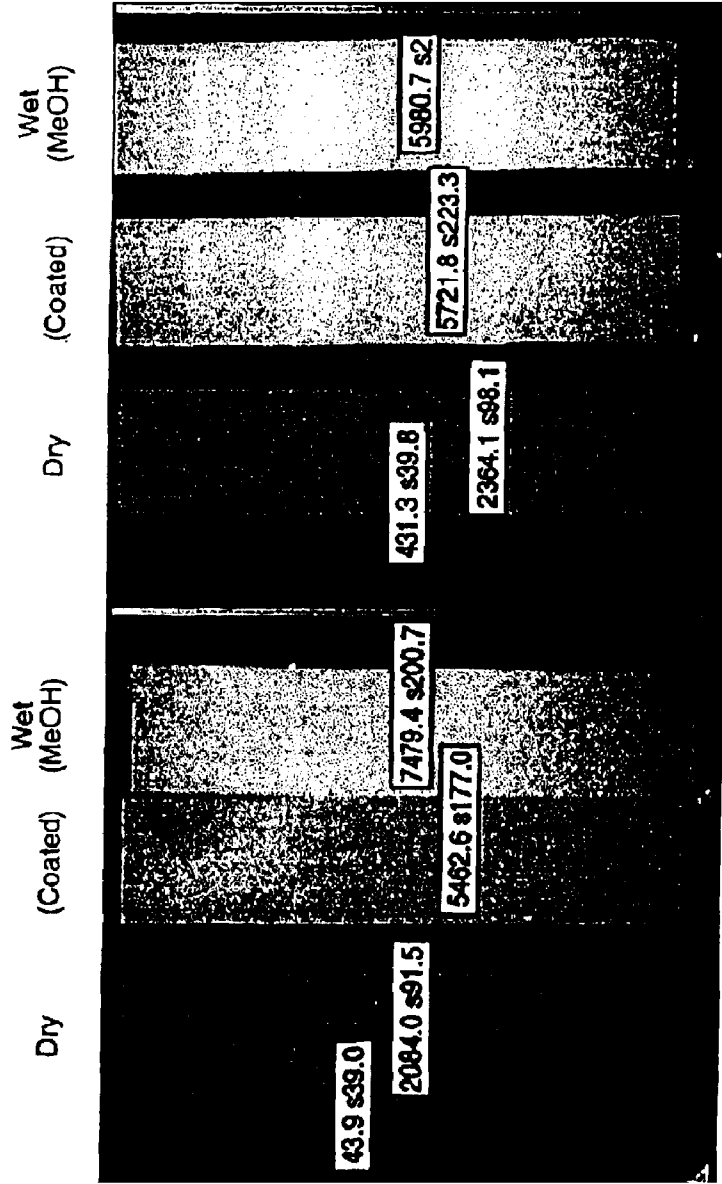 Dry
(Coated)
Wet
(MeOH)
Dry
(Coated)
Wet
(MeOH)
43.9 s39.0
2084.0 s91.5
5462.6 s177.0
7479.4 s200.7
431.3 s39.8
2364.1 s98.1
5721.8 s223.3
5980.7 s2